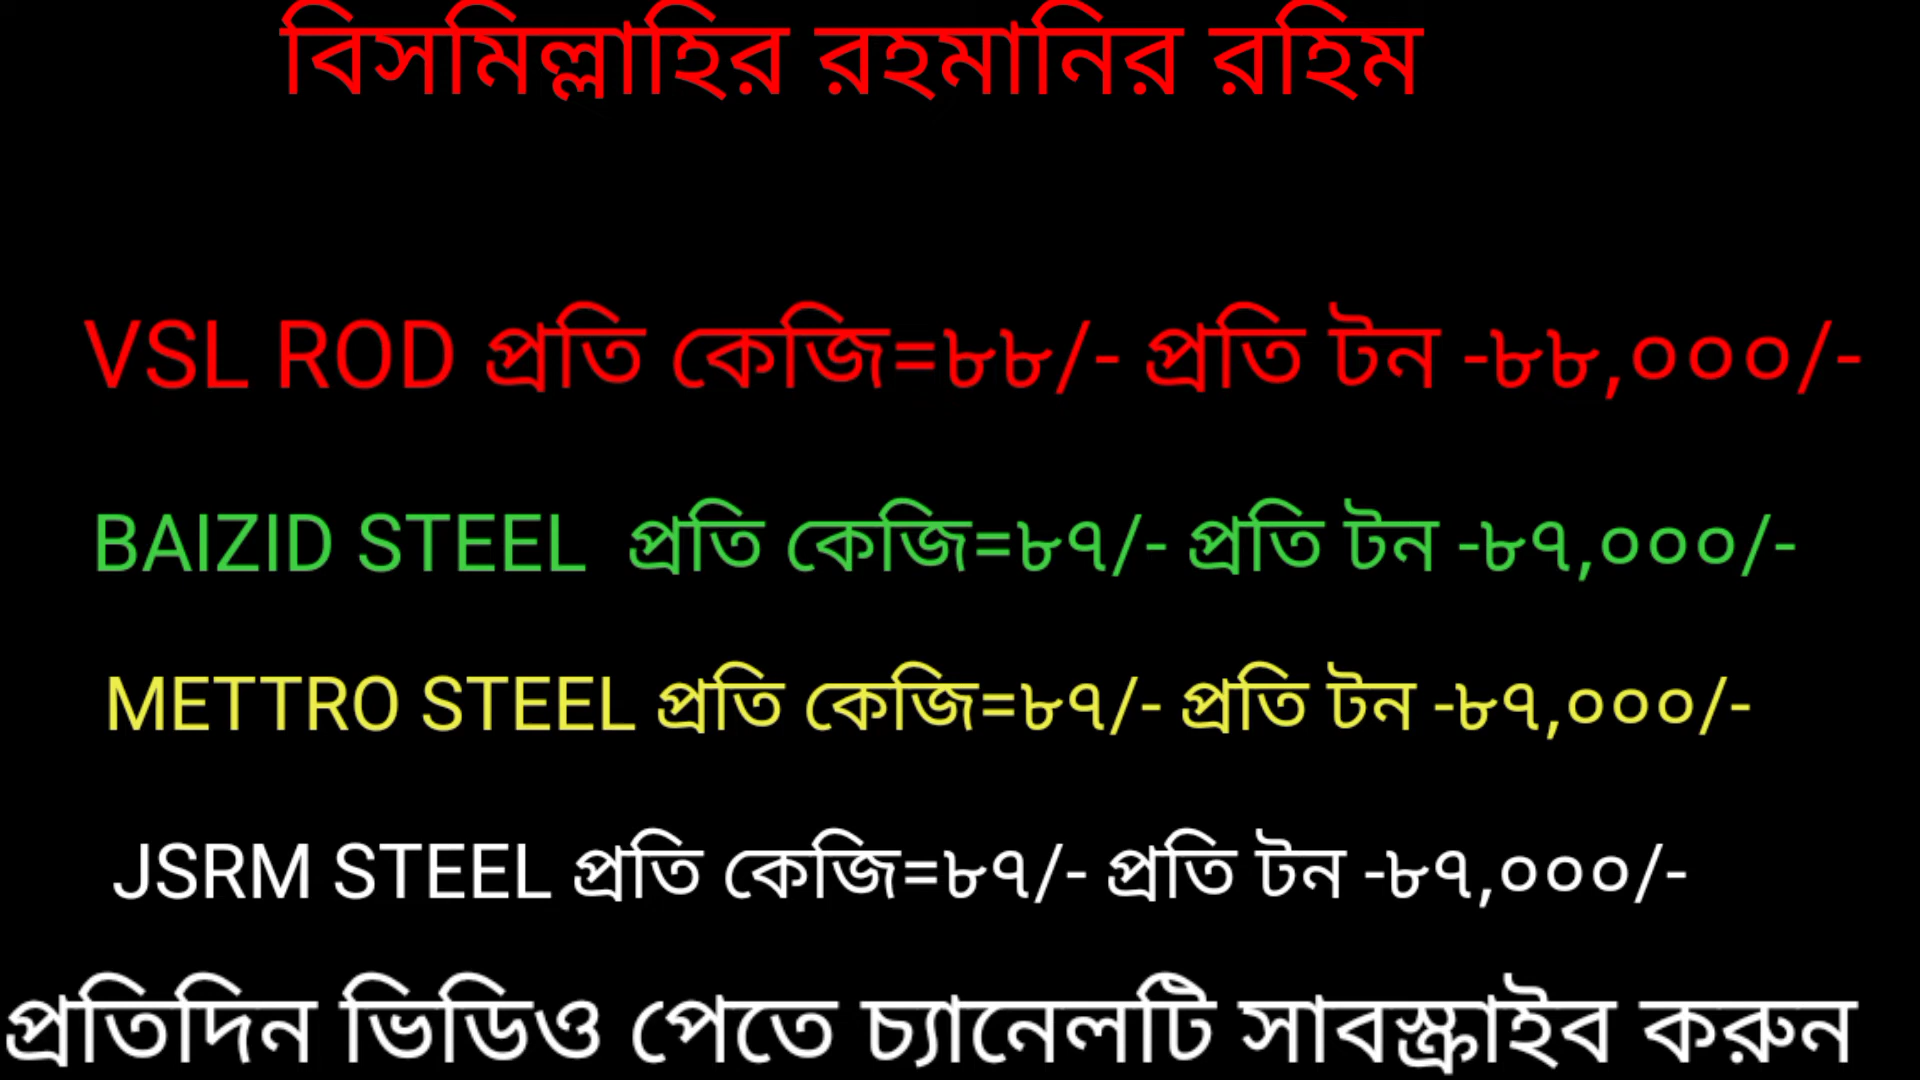 বিসমিল্লাহির রহমানির রহিম
VSL ROD প্রতি কেজি=৮৮/- প্রতি টন -৮৮,০০০/-
BAIZID STEEL প্রতি কেজি=৮৭/- প্রতি টন -৮৭,০০০/-
METTRO STEEL প্রতি কেজি=৮৭/- প্রতি টন -৮৭,০০০/-
JSRM STEEL প্রতি কেজি=৮৭/- প্রতি টন -৮৭,০০০/-
প্রতিদিন ভিডিও পেতে চ্যানেলটি সাবস্ক্রাইব করুন